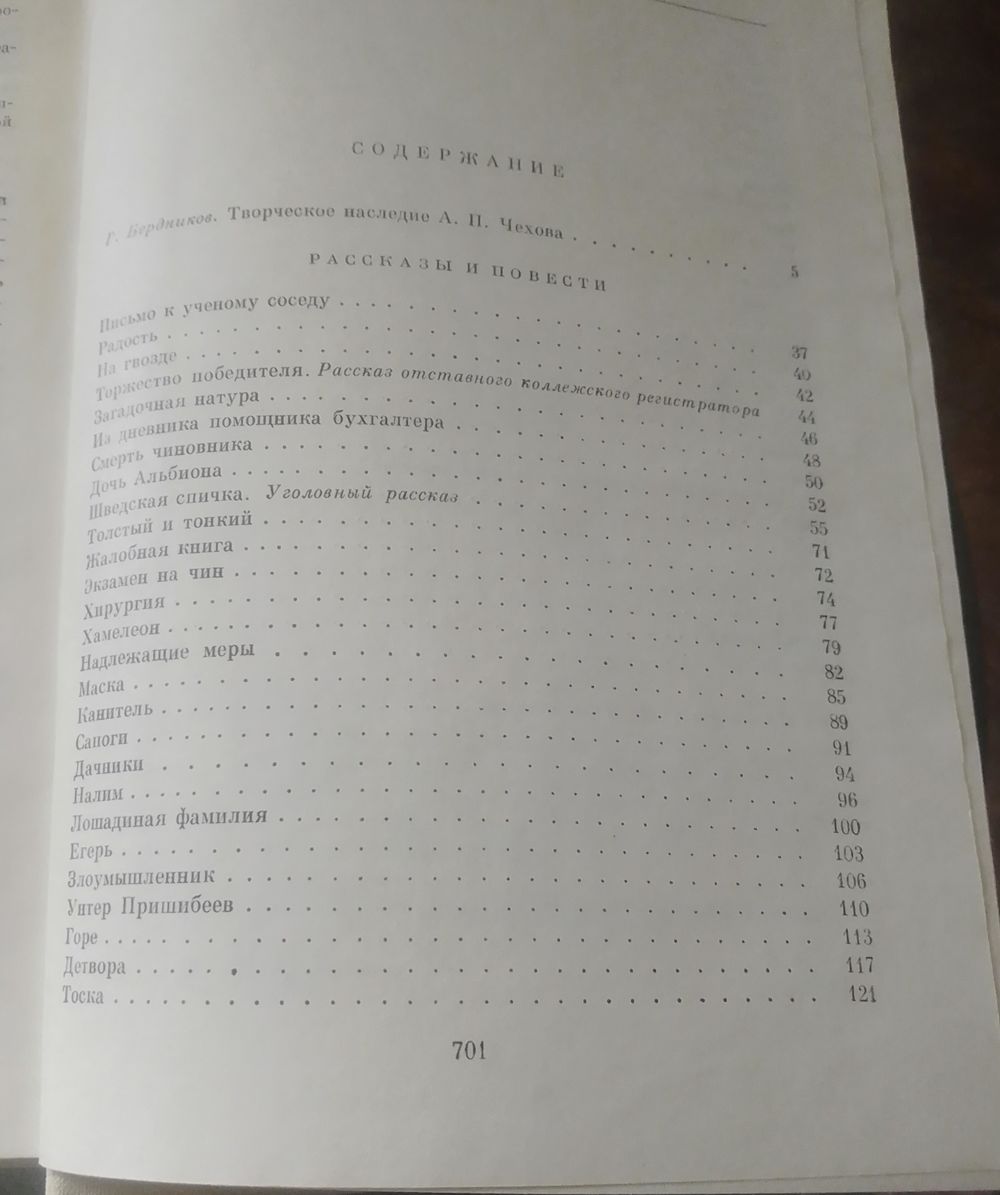 СОДЕРЖАНИЕ
Г. Бердников. Творческое наследие А. П. Чехова . . . . . . . . . . 5
РАССКАЗЫ И ПОВЕСТИ
Письмо к ученому соседу . . . . . . . . . . 37
Радость . . . . . . . . . . 40
На гвозде . . . . . . . . . . 42
Торжество победителя. Рассказ отставного коллежского регистратора 44
Загадочная натура . . . . . . . . . . 46
Из дневника помощника бухгалтера . . . . . . . . . . 48
Смерть чиновника . . . . . . . . . . 50
Дочь Альбиона . . . . . . . . . . 52
Шведская спичка. Уголовный рассказ . . . . . . . . . . 55
Толстый и тонкий . . . . . . . . . . 71
Жалобная книга . . . . . . . . . . 72
Экзамен на чин . . . . . . . . . . 74
Хирургия . . . . . . . . . . 77
Хамелеон . . . . . . . . . . 79
Надлежащие меры . . . . . . . . . . 82
Маска . . . . . . . . . . 85
Канитель . . . . . . . . . . 89
Сапоги . . . . . . . . . . 91
Дачники . . . . . . . . . . 94
Налим . . . . . . . . . . 96
Лошадиная фамилия . . . . . . . . . . 100
Егерь . . . . . . . . . . 103
Злоумышленник . . . . . . . . . . 106
Унтер Пришибеев . . . . . . . . . . 110
Горе . . . . . . . . . . 113
Детвора . . . . . . . . . . 117
Тоска . . . . . . . . . . 121
701